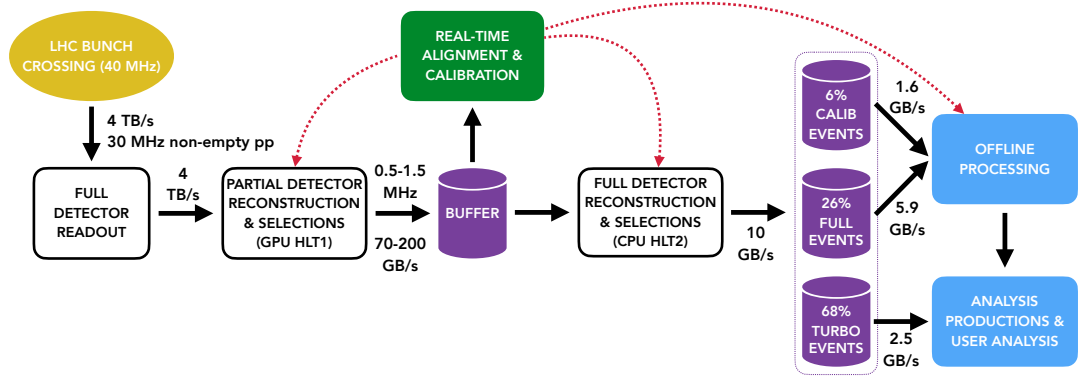 LHC BUNCH
CROSSING (40 MHz)
4 TB/s
30 MHz non-empty pp
FULL
DETECTOR
READOUT
4
TB/s
PARTIAL DETECTOR
RECONSTRUCTION
& SELECTIONS
(GPU HLT1)
0.5-1.5
MHz
70-200
GB/s
REAL-TIME
ALIGNMENT &
CALIBRATION
BUFFER
FULL DETECTOR
RECONSTRUCTION
& SELECTIONS
(CPU HLT2)
10
GB/s
6%
CALIB
EVENTS
26%
FULL
EVENTS
68%
TURBO
EVENTS
1.6
GB/s
5.9
GB/s
2.5
GB/s
OFFLINE
PROCESSING
ANALYSIS
PRODUCTIONS &
USER ANALYSIS